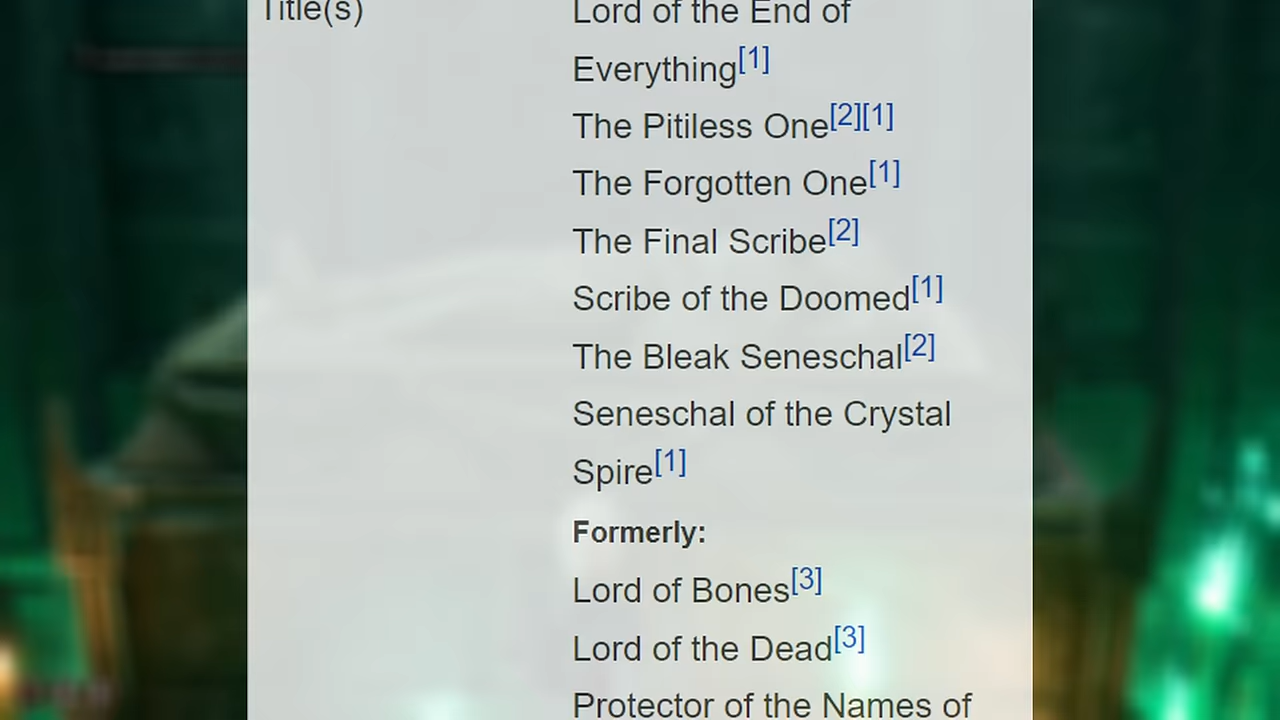 Title(s)
Lord of the End of
Everything[1]
The Pitiless One[2][1]
The Forgotten One[1]
The Final Scribe[2]
Scribe of the Doomed[1]
The Bleak Seneschal[2]
Seneschal of the Crystal
Spire[1]
Formerly:
Lord of Bones[3]
Lord of the Dead[3]
Protector of the Names of